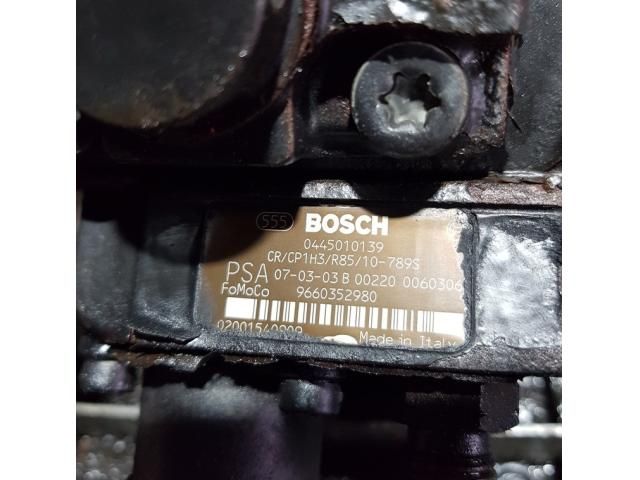 555 BOSCH
0445010139
CR/CP1H3/R85/10-789S
PSA 07-03-03 B 00220 0060306
FoMoCo 9660352980
Made in Italy